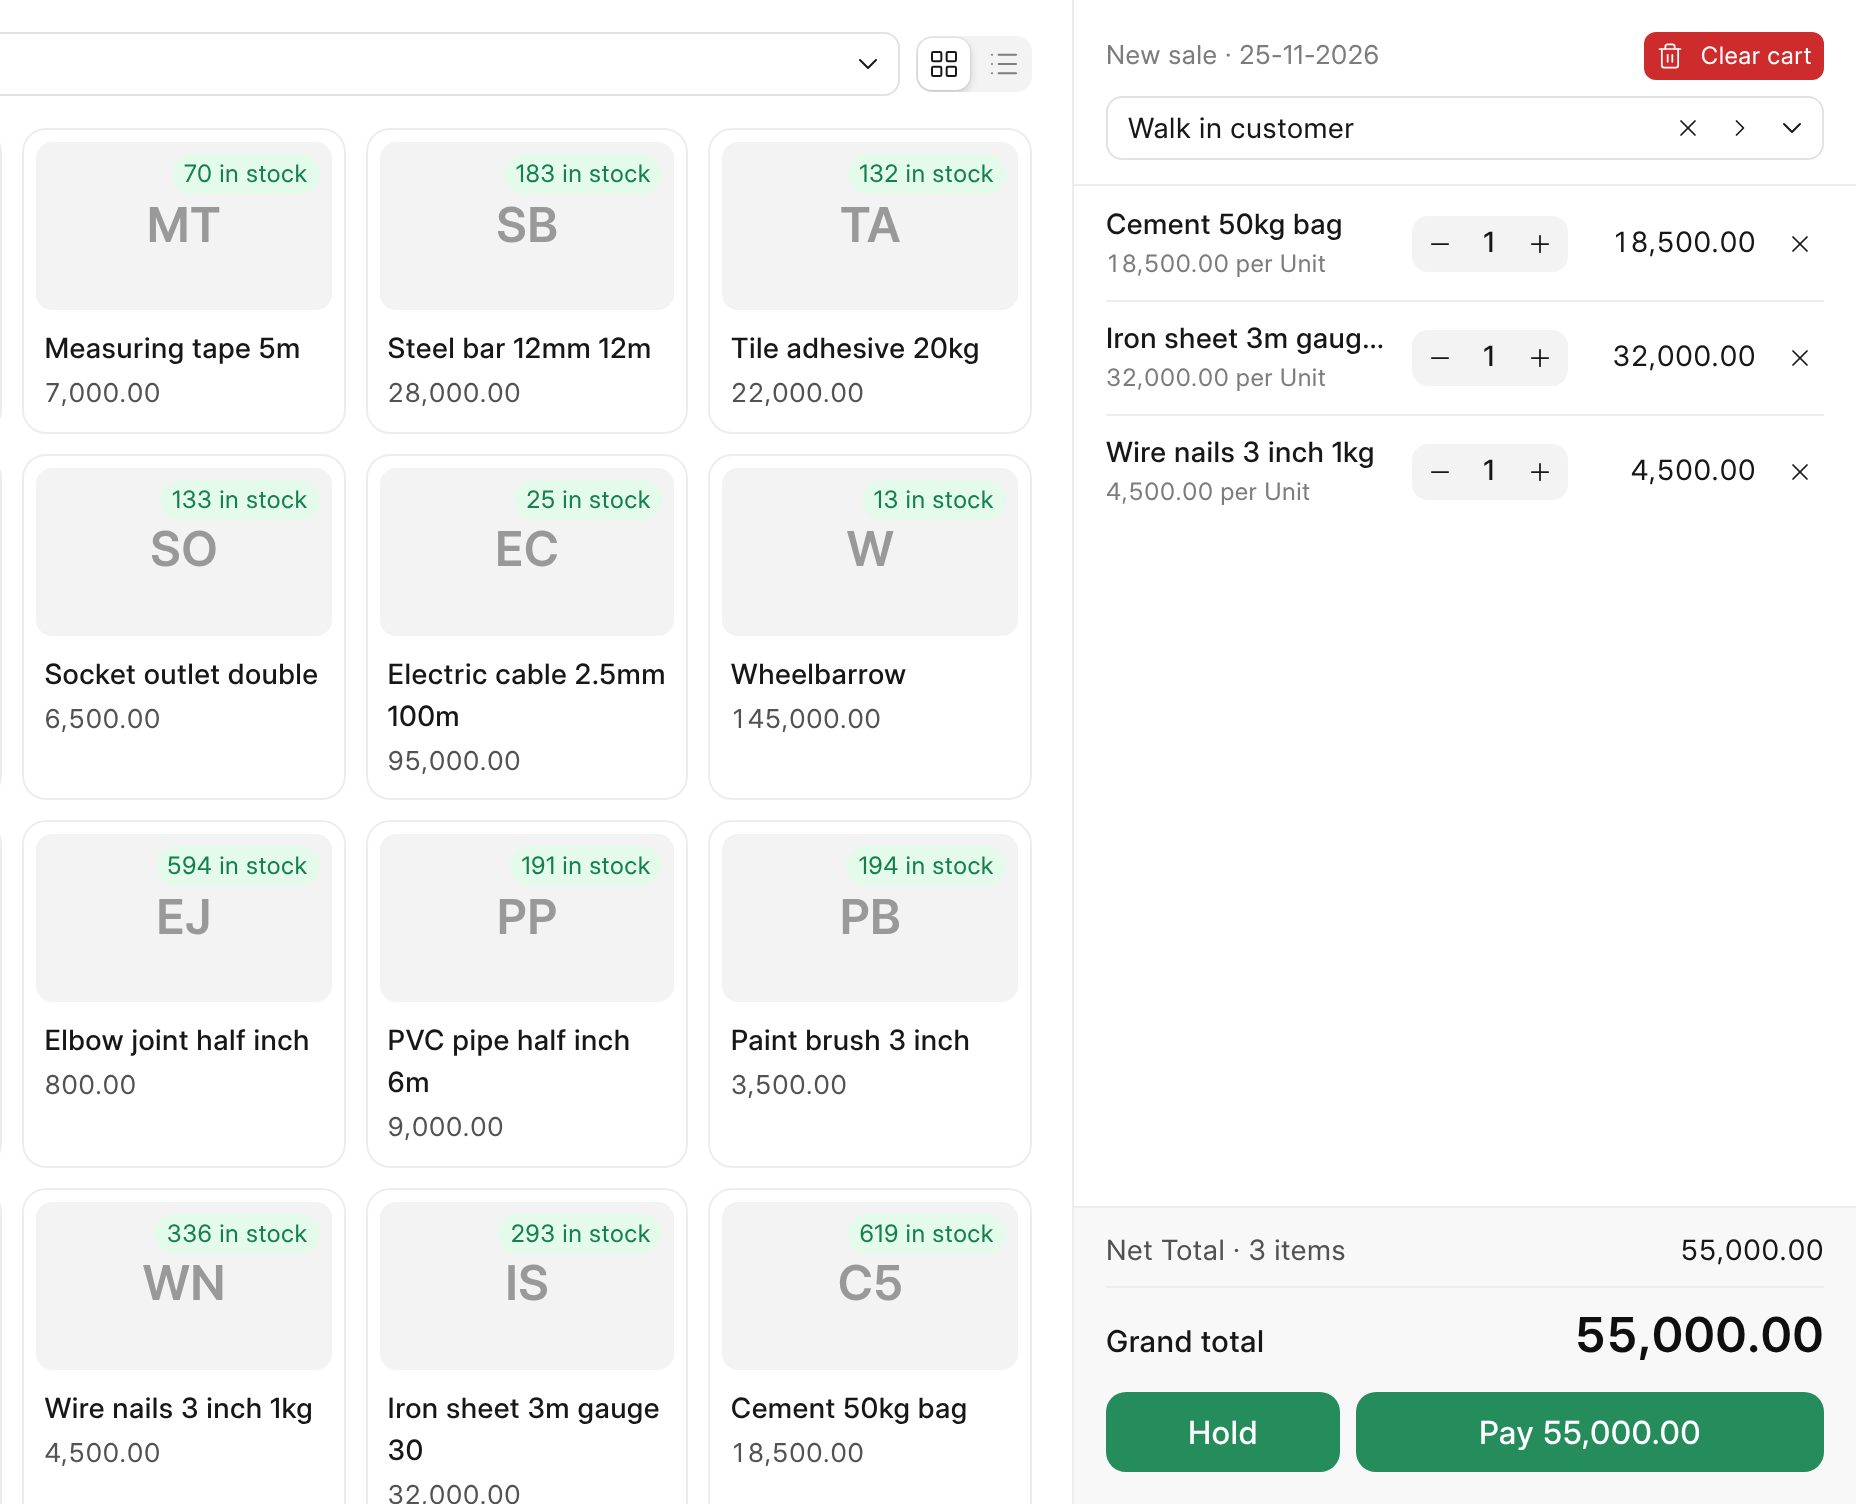 New sale · 25-11-2026
Clear cart
Walk in customer
70 in stock
MT
Measuring tape 5m
7,000.00
183 in stock
SB
Steel bar 12mm 12m
28,000.00
132 in stock
TA
Tile adhesive 20kg
22,000.00
133 in stock
SO
Socket outlet double
6,500.00
25 in stock
EC
Electric cable 2.5mm
100m
95,000.00
13 in stock
W
Wheelbarrow
145,000.00
594 in stock
EJ
Elbow joint half inch
800.00
191 in stock
PP
PVC pipe half inch
6m
9,000.00
194 in stock
PB
Paint brush 3 inch
3,500.00
336 in stock
WN
Wire nails 3 inch 1kg
4,500.00
293 in stock
IS
Iron sheet 3m gauge
30
32,000.00
619 in stock
C5
Cement 50kg bag
18,500.00
Cement 50kg bag
18,500.00 per Unit
1
18,500.00
Iron sheet 3m gaug...
32,000.00 per Unit
1
32,000.00
Wire nails 3 inch 1kg
4,500.00 per Unit
1
4,500.00
Net Total · 3 items
55,000.00
Grand total
55,000.00
Hold
Pay 55,000.00